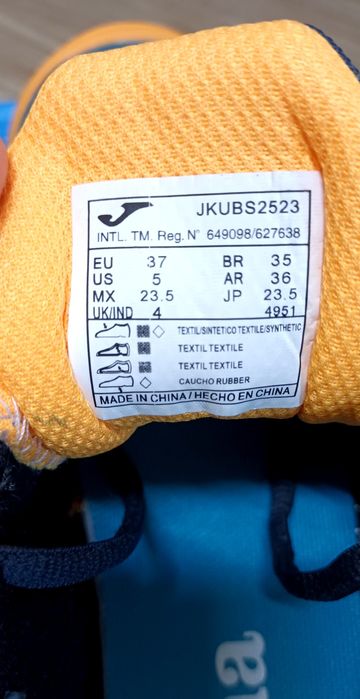 JKUBS2523
INTL. TM. Reg. N° 649098/627638
EU 37 BR 35
US 5 AR 36
MX 23.5 JP 23.5
UK/IND 4 4951
TEXTIL/SINTETICO TEXTILE/SYNTHETIC
TEXTIL TEXTILE
TEXTIL TEXTILE
CAUCHO RUBBER
MADE IN CHINA / HECHO EN CHINA